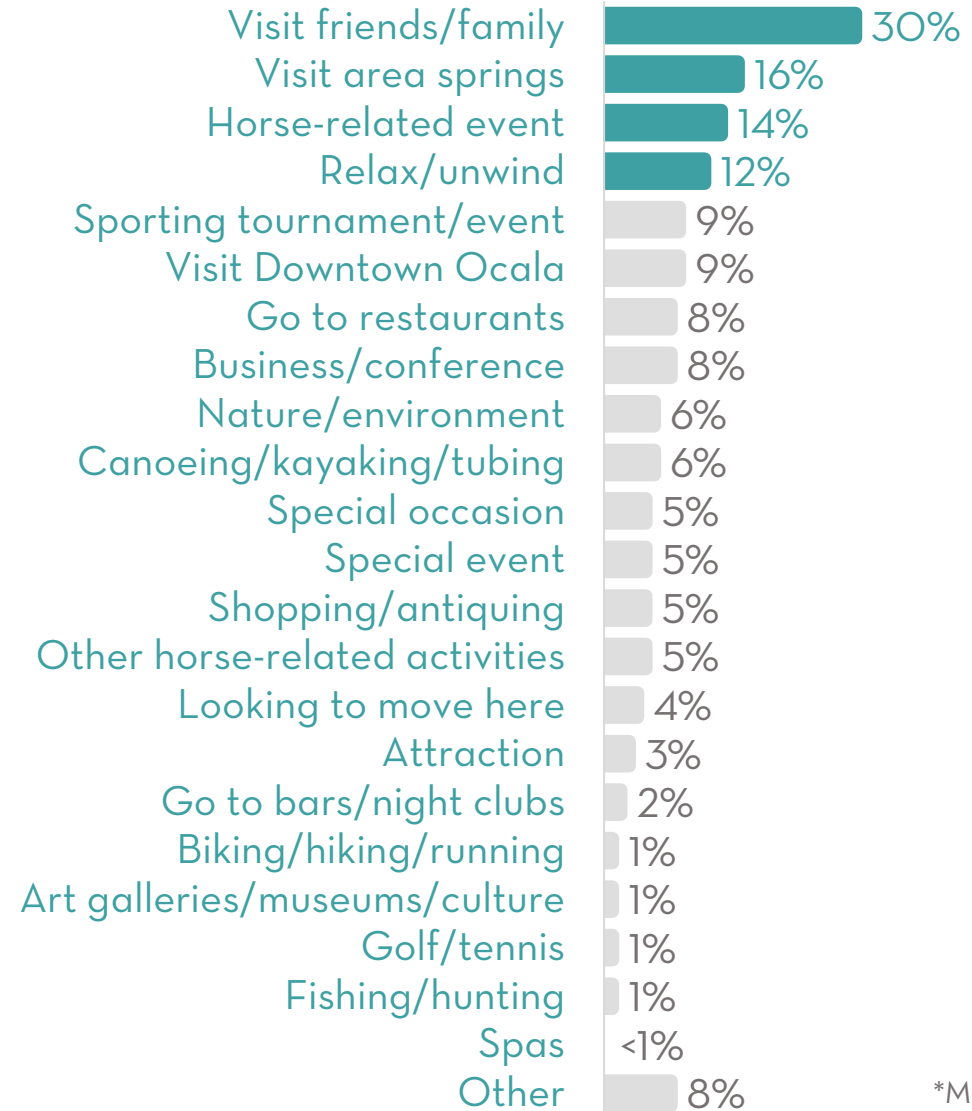 Visit friends/family 30%
Visit area springs 16%
Horse-related event 14%
Relax/unwind 12%
Sporting tournament/event 9%
Visit Downtown Ocala 9%
Go to restaurants 8%
Business/conference 8%
Nature/environment 6%
Canoeing/kayaking/tubing 6%
Special occasion 5%
Special event 5%
Shopping/antiquing 5%
Other horse-related activities 5%
Looking to move here 4%
Attraction 3%
Go to bars/night clubs 2%
Biking/hiking/running 1%
Art galleries/museums/culture 1%
Golf/tennis 1%
Fishing/hunting 1%
Spas <1%
Other 8% *M